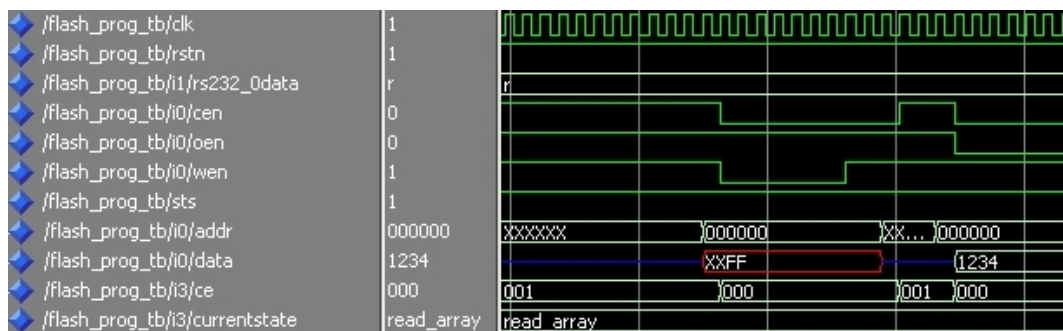 /flash_prog_tb/clk 1
/flash_prog_tb/rstn 1
/flash_prog_tb/i1/rs232_0data r r
/flash_prog_tb/i0/cen 0
/flash_prog_tb/i0/oen 0
/flash_prog_tb/i0/wen 1
/flash_prog_tb/sts 1
/flash_prog_tb/i0/addr 000000 XXXXXX 000000 XX... 000000
/flash_prog_tb/i0/data 1234 XXFF 1234
/flash_prog_tb/i3/ce 000 001 000 001 000
/flash_prog_tb/i3/currentstate read_array read_array